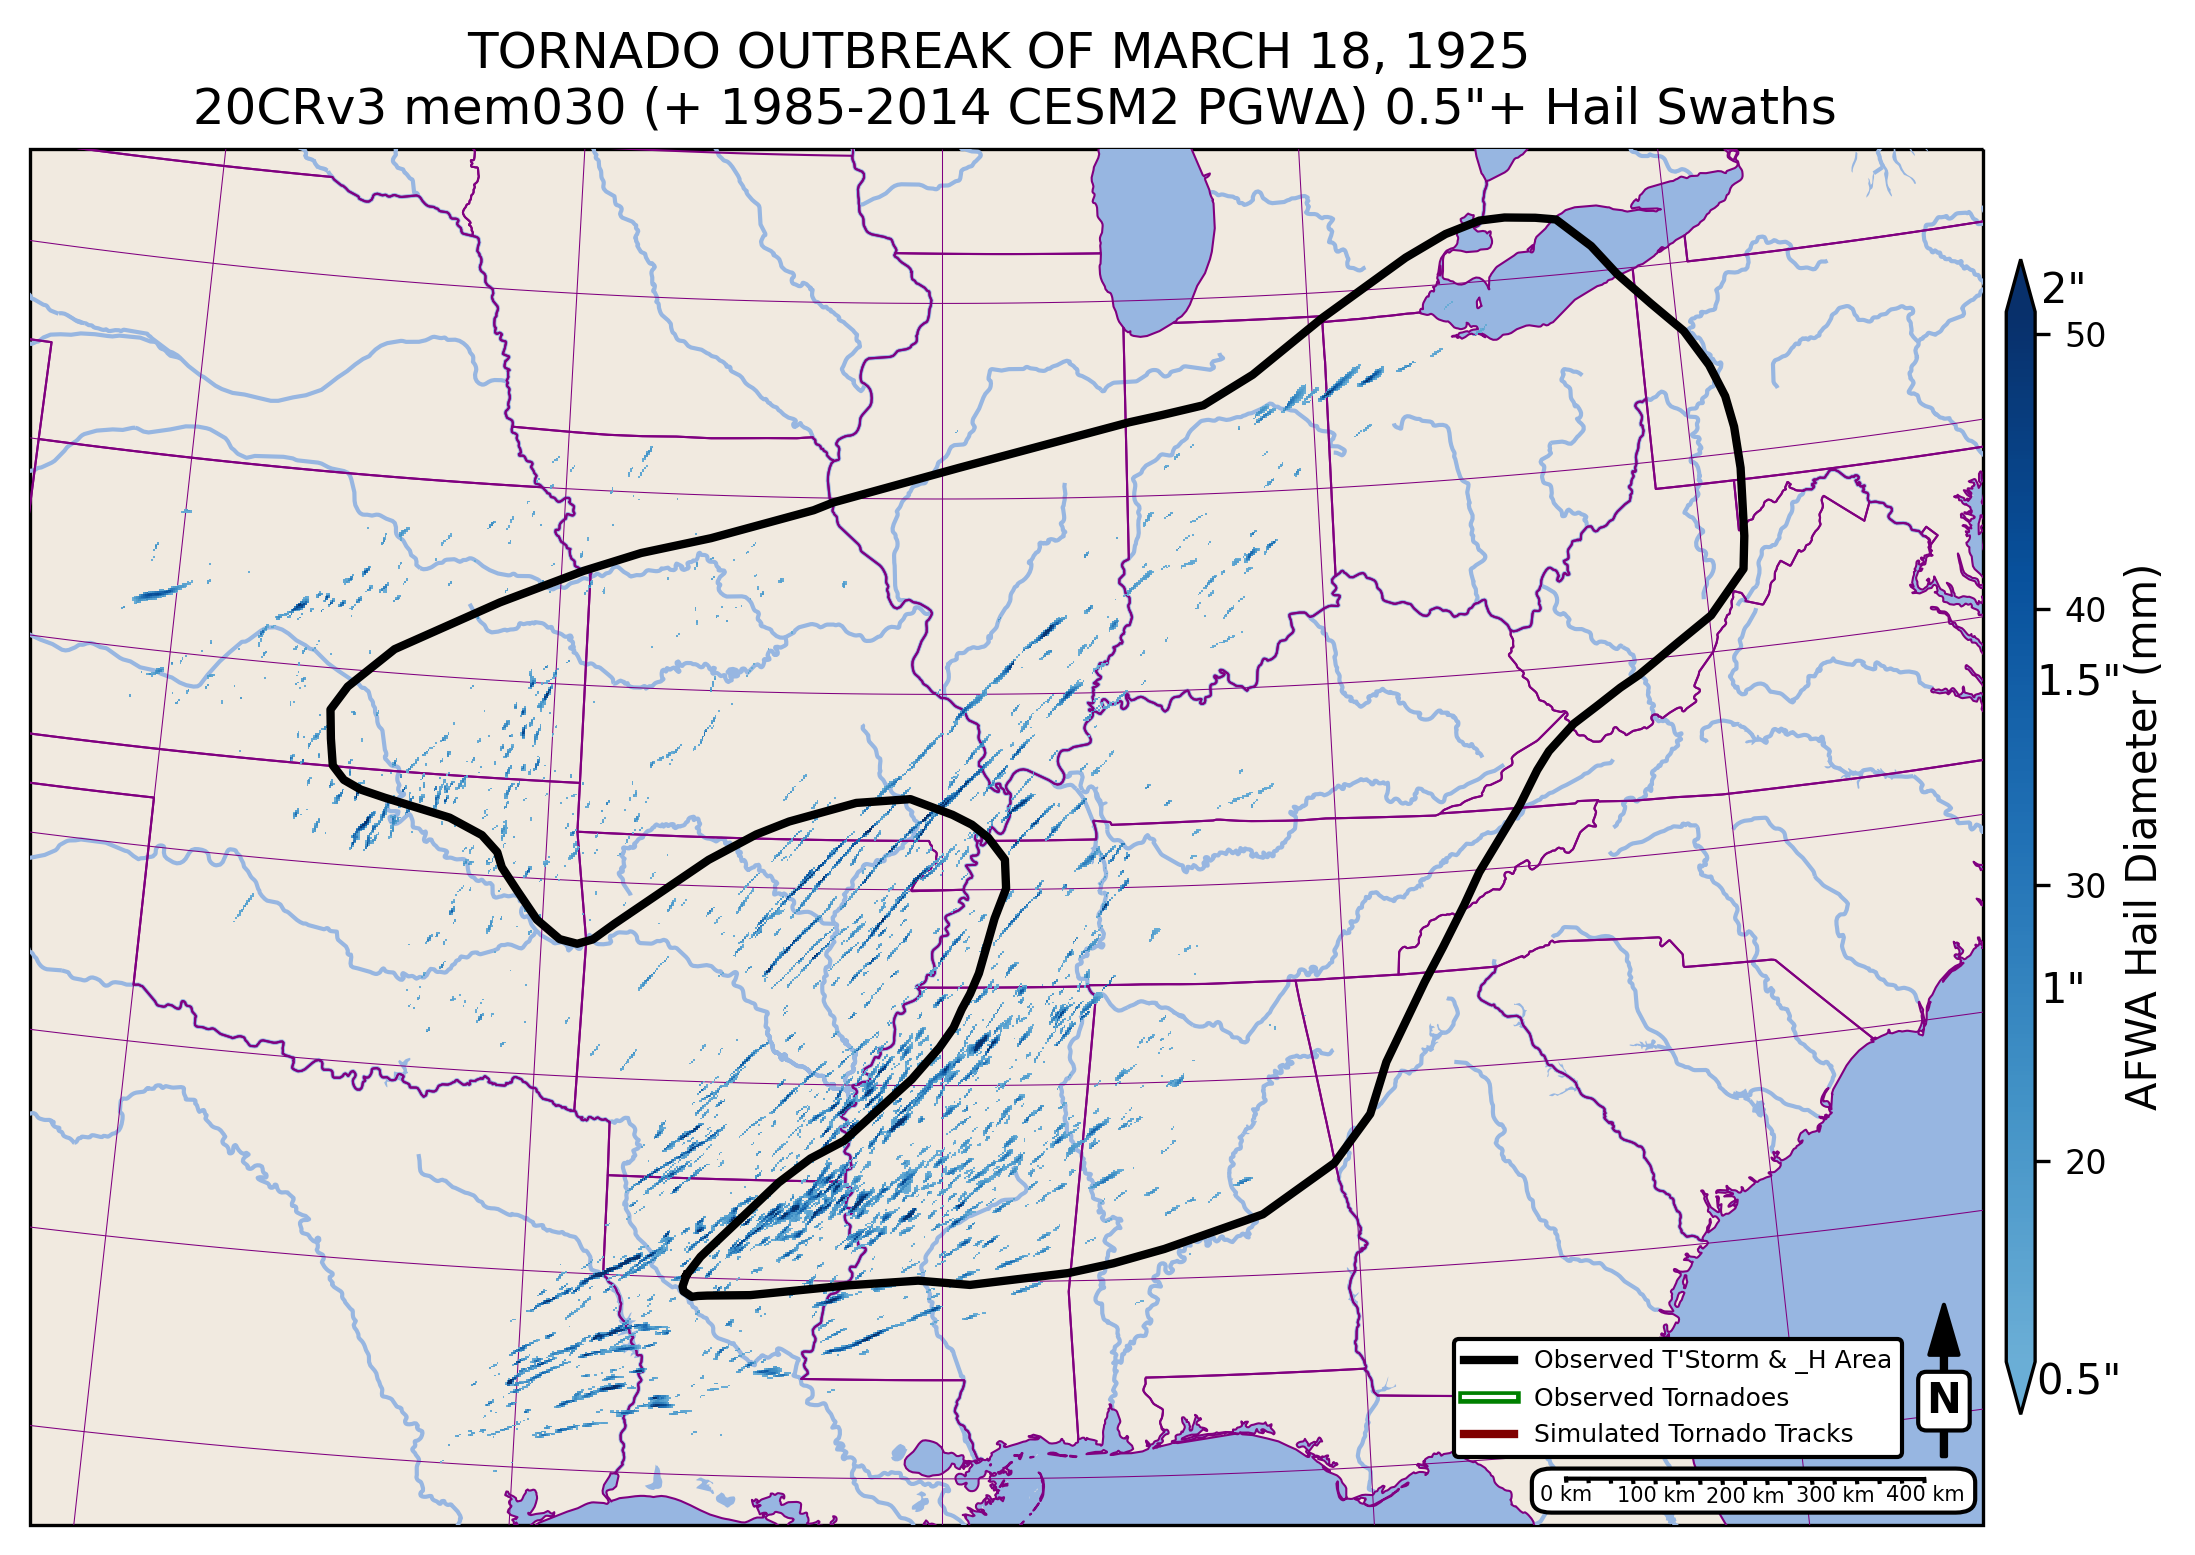 TORNADO OUTBREAK OF MARCH 18, 1925
20CRv3 mem030 (+ 1985-2014 CESM2 PGWΔ) 0.5"+ Hail Swaths
2"
50
40
1.5"
30
1"
20
0.5"
AFWA Hail Diameter (mm)
Observed T'Storm & _H Area
Observed Tornadoes
Simulated Tornado Tracks
N
0 km 100 km 200 km 300 km 400 km